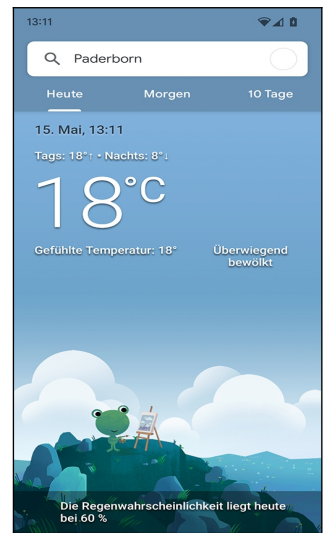 13:11
Paderborn
Heute Morgen 10 Tage
15. Mai, 13:11
Tags: 18°↑ • Nachts: 8°↓
18°C
Gefühlte Temperatur: 18° Überwiegend
bewölkt
Die Regenwahrscheinlichkeit liegt heute
bei 60 %